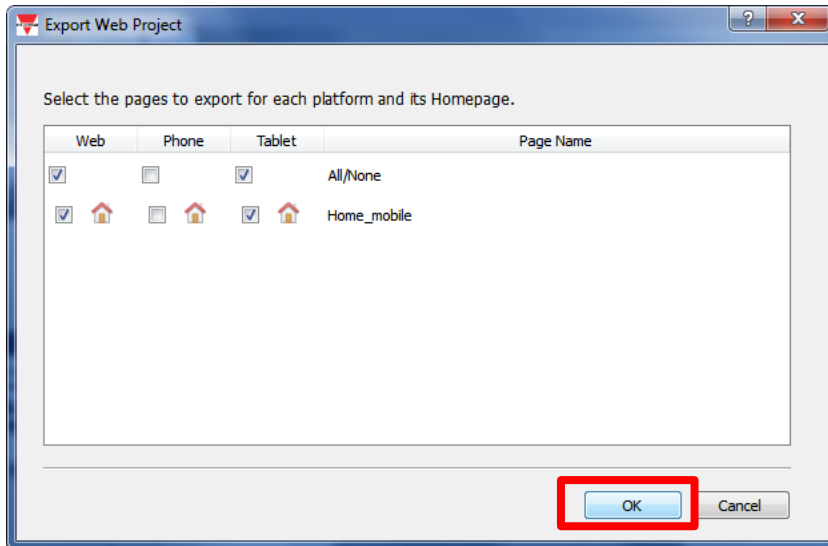 Export Web Project
Select the pages to export for each platform and its Homepage.
Web Phone Tablet Page Name
All/None
Home_mobile
OK Cancel